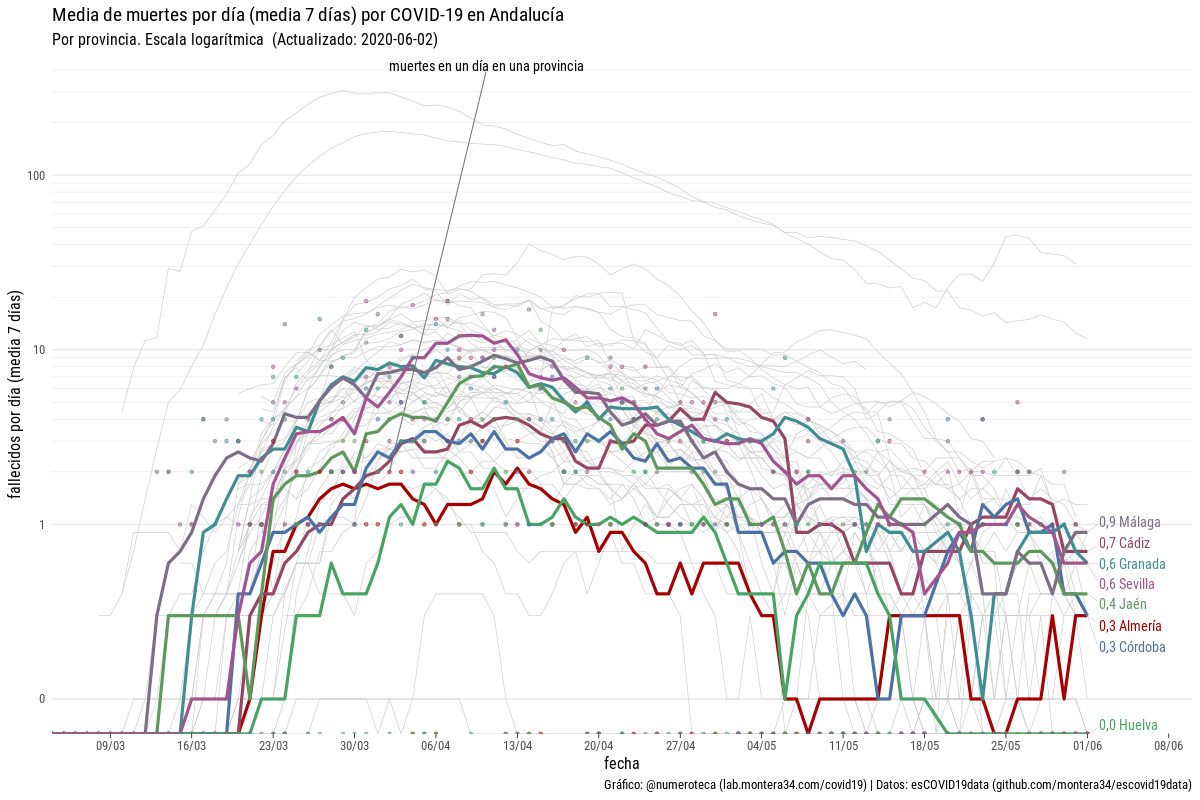 Media de muertes por día (media 7 días) por COVID-19 en Andalucía
Por provincia. Escala logarítmica (Actualizado: 2020-06-02)
muertes en un día en una provincia
fallecidos por día (media 7 días)
100
10
1
0
0,9 Málaga
0,7 Cádiz
0,6 Granada
0,6 Sevilla
0,4 Jaén
0,3 Almería
0,3 Córdoba
0,0 Huelva
09/03 16/03 23/03 30/03 06/04 13/04 20/04 27/04 04/05 11/05 18/05 25/05 01/06 08/06
fecha
Gráfico: @numeroteca (lab.montera34.com/covid19) | Datos: esCOVID19data (github.com/montera34/escovid19data)